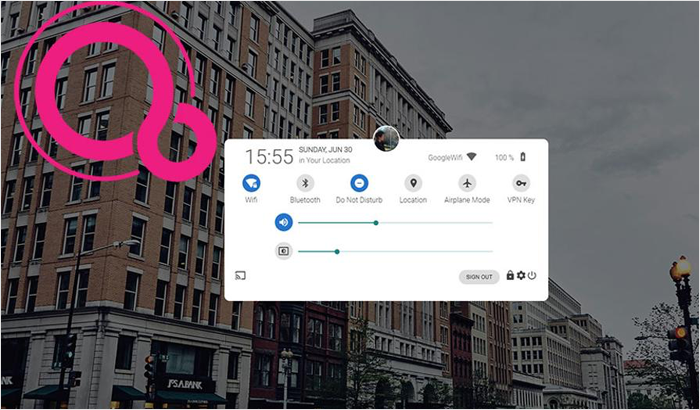 15:55
SUNDAY, JUN 30
in Your Location
GoogleWifi
100 %
Wifi
Bluetooth
Do Not Disturb
Location
Airplane Mode
VPN Key
SIGN OUT
BANK